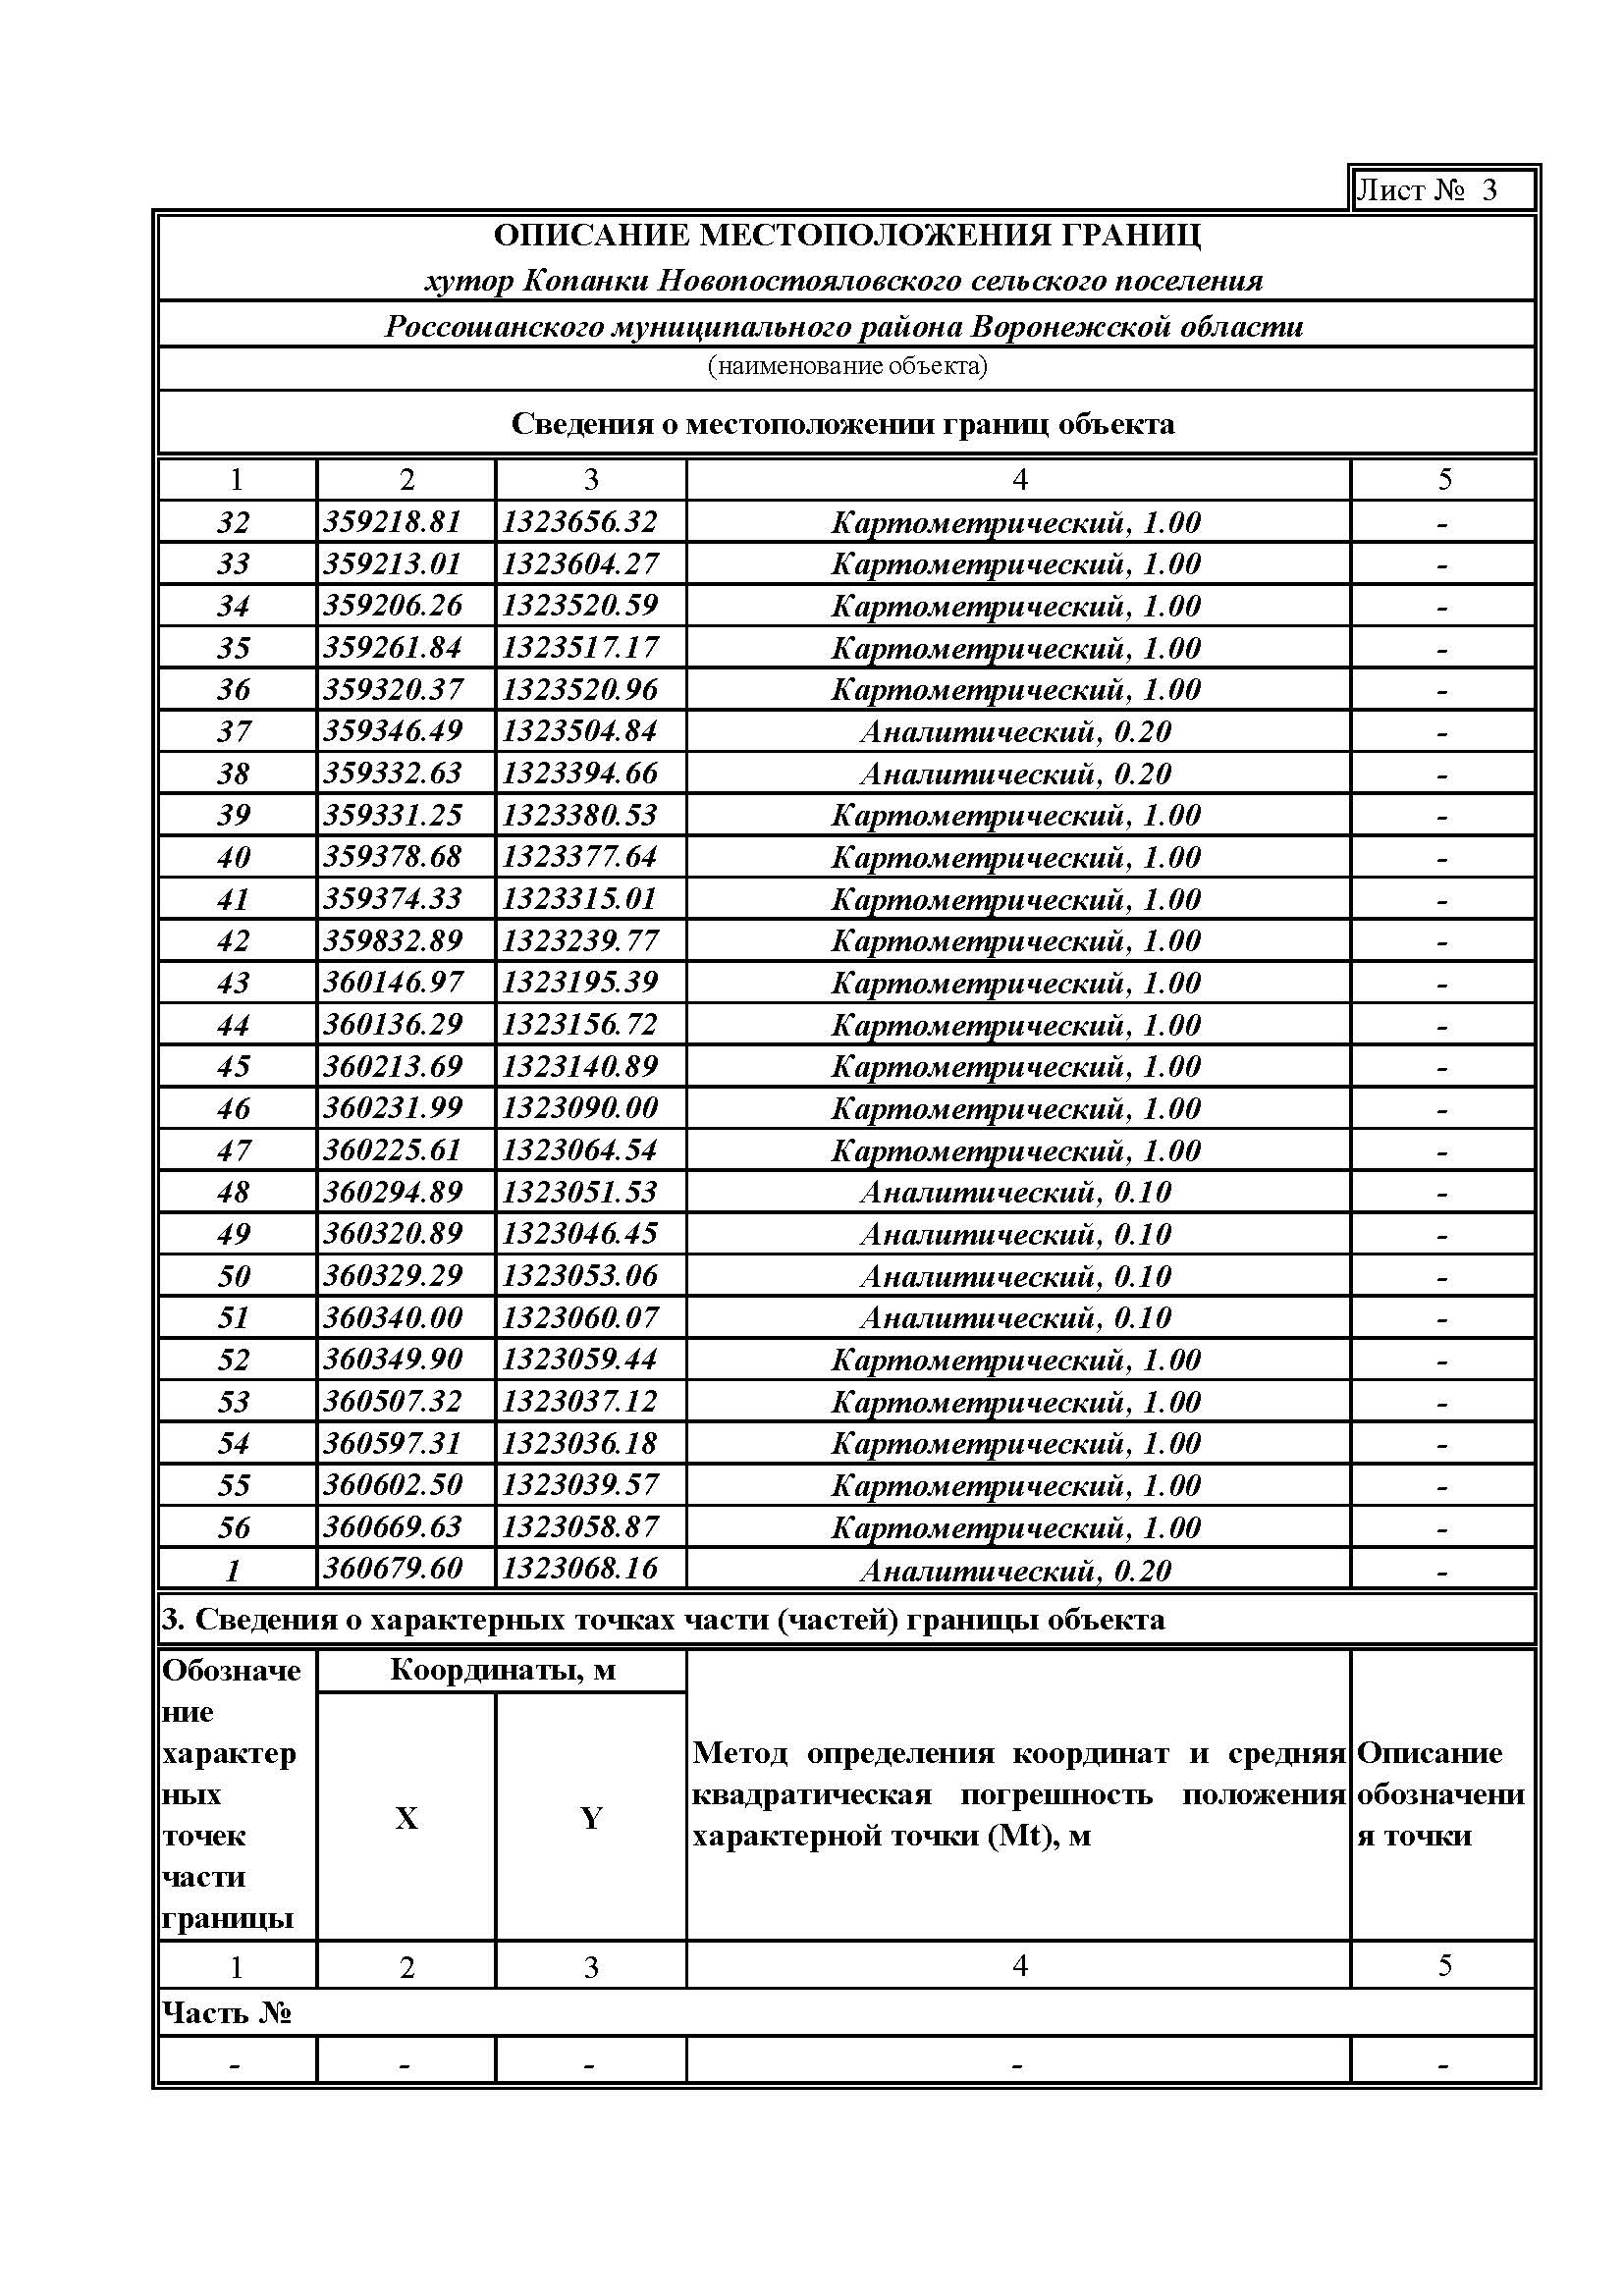 Лист № 3
ОПИСАНИЕ МЕСТОПОЛОЖЕНИЯ ГРАНИЦ
хутор Копанки Новопостояловского сельского поселения
Россошанского муниципального района Воронежской области
(наименование объекта)
Сведения о местоположении границ объекта
1 2 3 4 5
32 359218.81 1323656.32 Картометрический, 1.00 -
33 359213.01 1323604.27 Картометрический, 1.00 -
34 359206.26 1323520.59 Картометрический, 1.00 -
35 359261.84 1323517.17 Картометрический, 1.00 -
36 359320.37 1323520.96 Картометрический, 1.00 -
37 359346.49 1323504.84 Аналитический, 0.20 -
38 359332.63 1323394.66 Аналитический, 0.20 -
39 359331.25 1323380.53 Картометрический, 1.00 -
40 359378.68 1323377.64 Картометрический, 1.00 -
41 359374.33 1323315.01 Картометрический, 1.00 -
42 359832.89 1323239.77 Картометрический, 1.00 -
43 360146.97 1323195.39 Картометрический, 1.00 -
44 360136.29 1323156.72 Картометрический, 1.00 -
45 360213.69 1323140.89 Картометрический, 1.00 -
46 360231.99 1323090.00 Картометрический, 1.00 -
47 360225.61 1323064.54 Картометрический, 1.00 -
48 360294.89 1323051.53 Аналитический, 0.10 -
49 360320.89 1323046.45 Аналитический, 0.10 -
50 360329.29 1323053.06 Аналитический, 0.10 -
51 360340.00 1323060.07 Аналитический, 0.10 -
52 360349.90 1323059.44 Картометрический, 1.00 -
53 360507.32 1323037.12 Картометрический, 1.00 -
54 360597.31 1323036.18 Картометрический, 1.00 -
55 360602.50 1323039.57 Картометрический, 1.00 -
56 360669.63 1323058.87 Картометрический, 1.00 -
1 360679.60 1323068.16 Аналитический, 0.20 -
3. Сведения о характерных точках части (частей) границы объекта
Обозначе
ние
характер
ных
точек
части
границы
Координаты, м
X Y
Метод определения координат и средняя
квадратическая погрешность положения
характерной точки (Mt), м
Описание
обозначени
я точки
1 2 3 4 5
Часть №
- - - - -